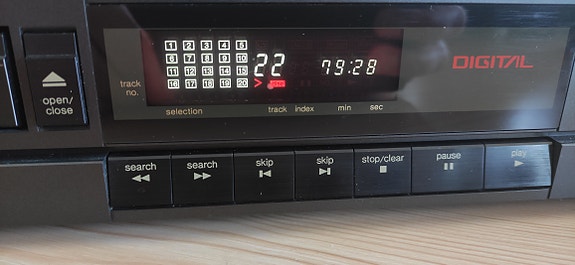 1 2 3 4 5
6 7 8 9 10
11 12 13 14 15
16 17 18 19 20
>
22
79:28
DIGITAL
track
no.
selection
track
index
min
sec
open/
close
search
search
skip
skip
stop/clear
pause
play